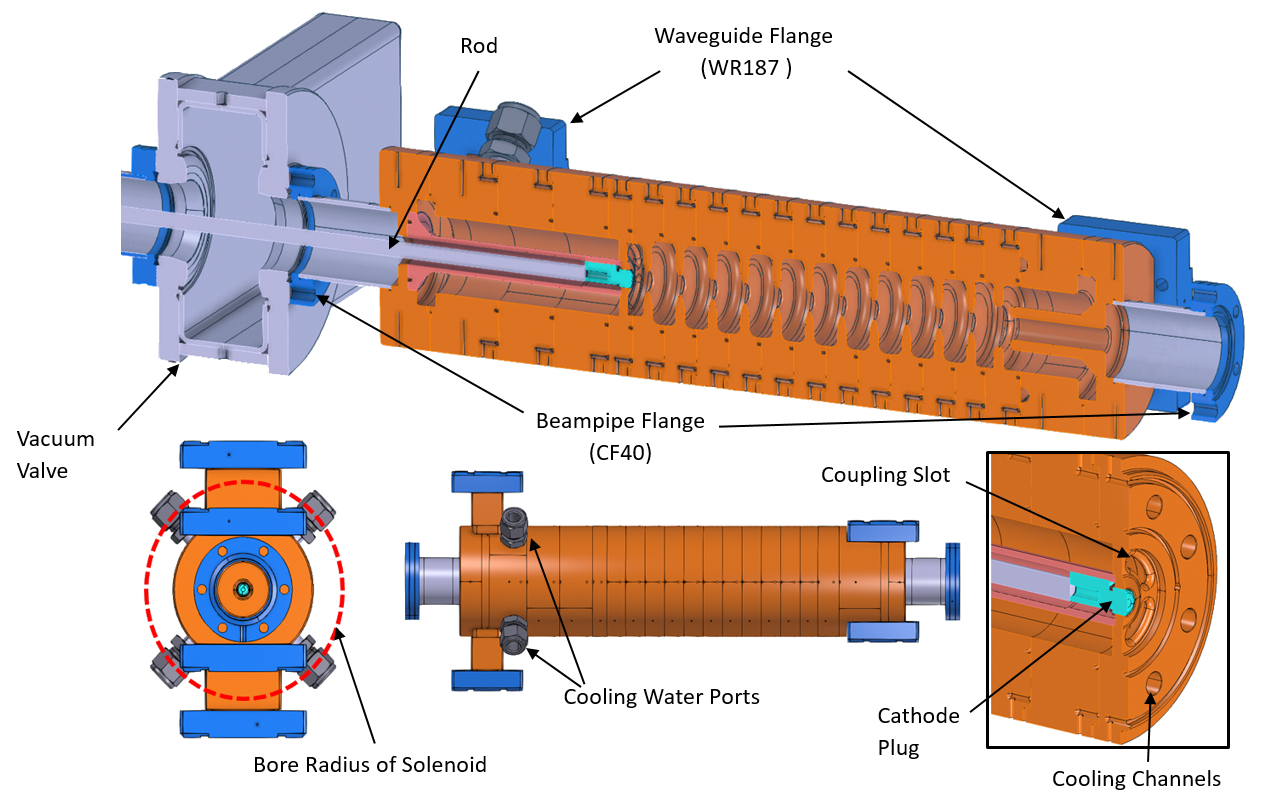 Rod
Waveguide Flange
(WR187 )
Beampipe Flange
(CF40)
Vacuum
Valve
Coupling Slot
Cooling Water Ports
Cathode
Plug
Bore Radius of Solenoid
Cooling Channels